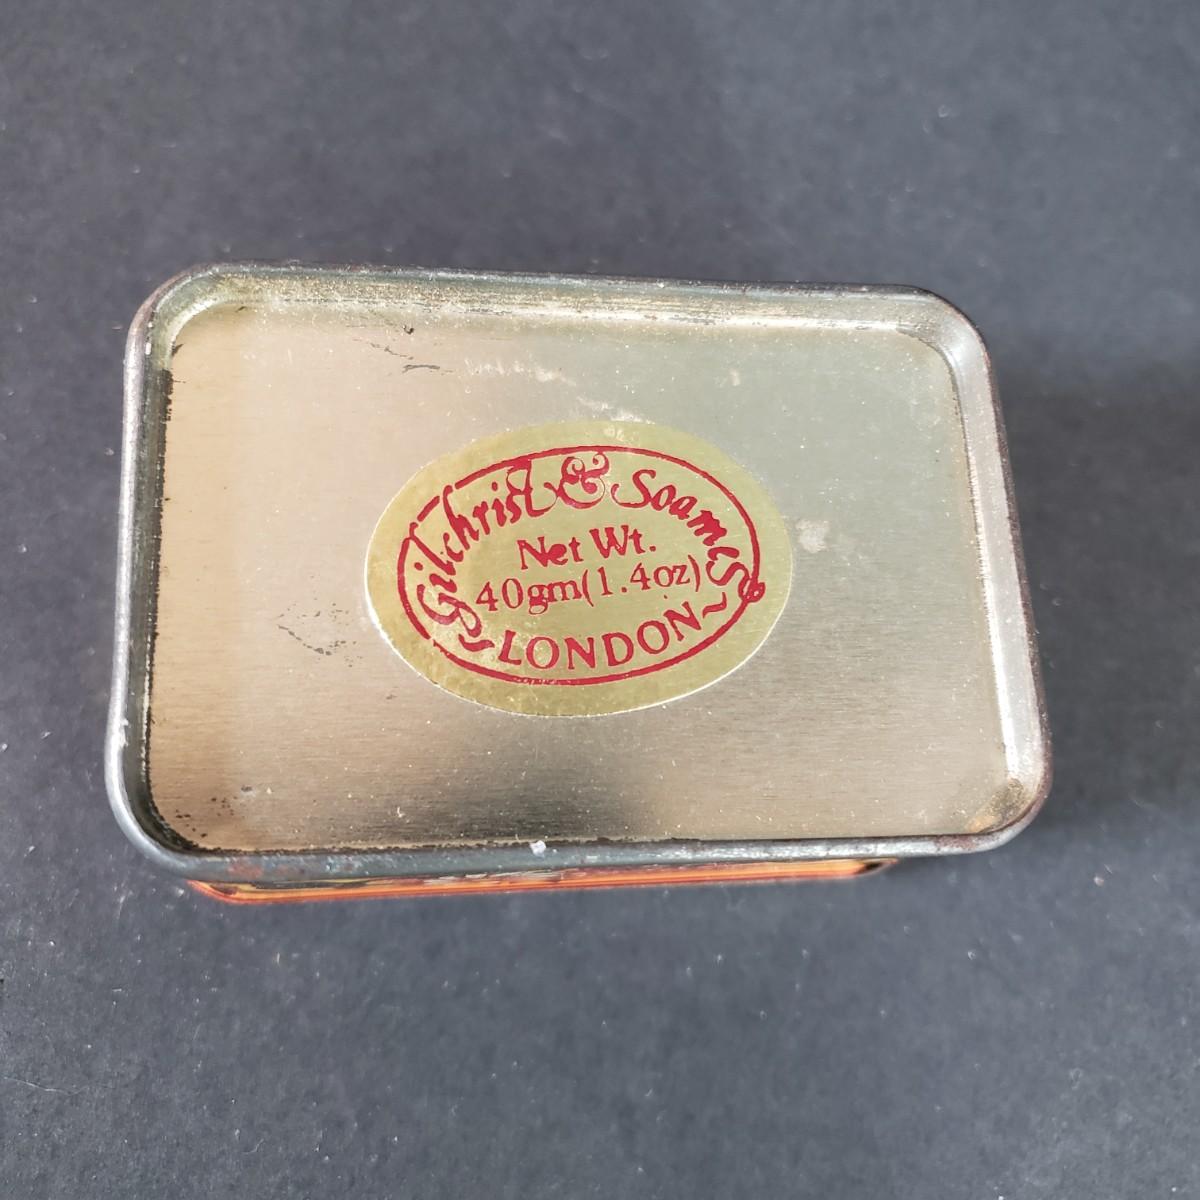 Gilchrist & Soames
Net Wt.
40gm(1.4oz)
LONDON